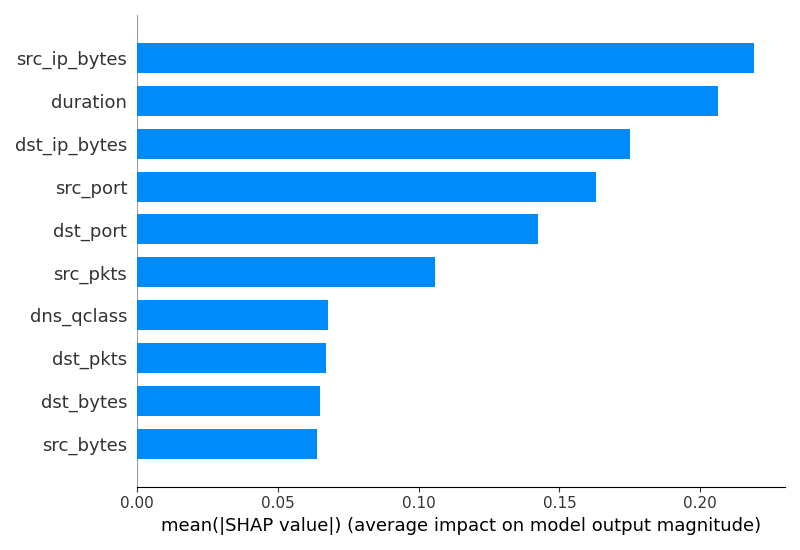 src_ip_bytes
duration
dst_ip_bytes
src_port
dst_port
src_pkts
dns_qclass
dst_pkts
dst_bytes
src_bytes
0.00 0.05 0.10 0.15 0.20
mean(|SHAP value|) (average impact on model output magnitude)